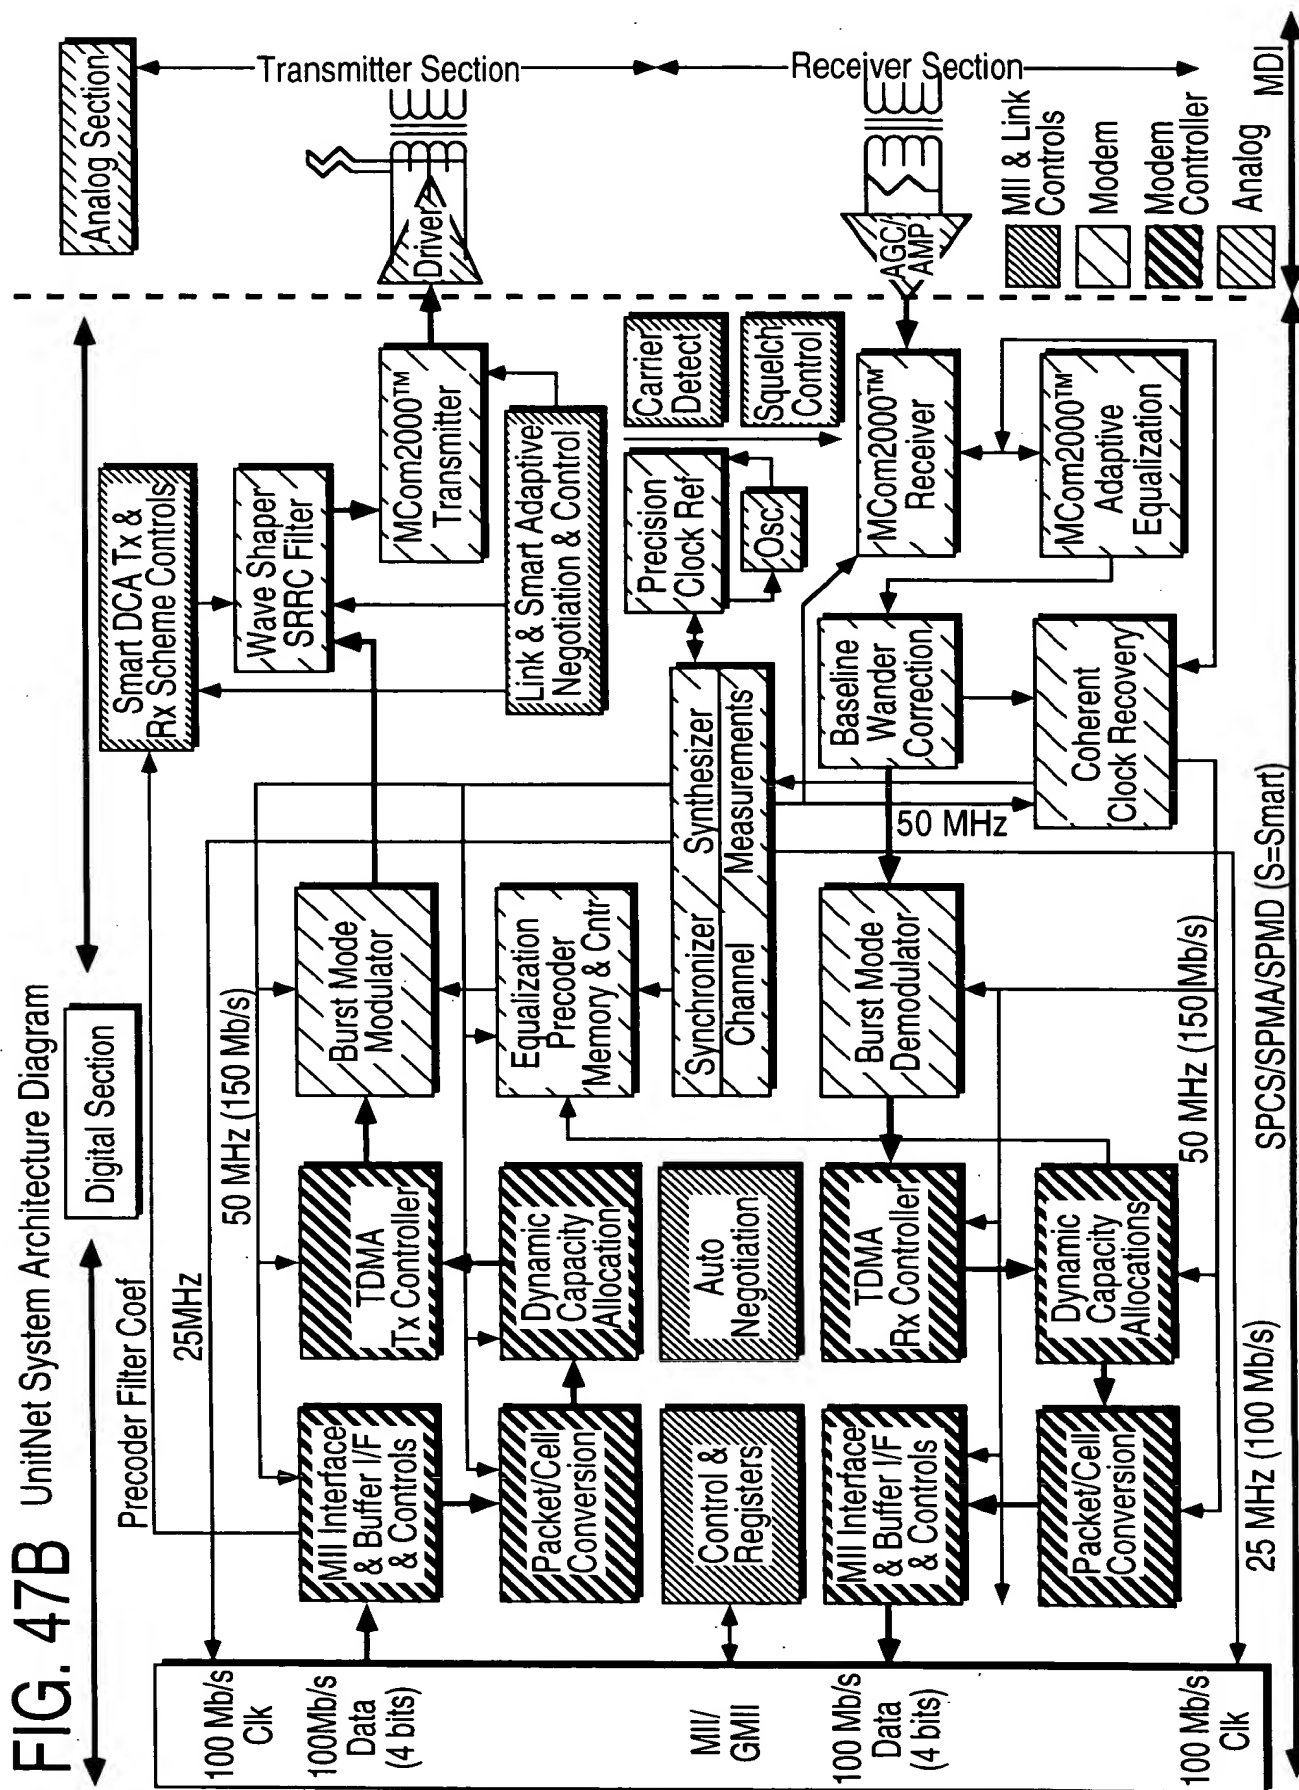 FIG. 47B
UnitNet System Architecture Diagram
Digital Section
Analog Section
Precoder Filter Coef
25MHz
50 MHz (150 Mb/s)
Transmitter Section
Receiver Section
100 Mb/s
Clk
100Mb/s
Data
(4 bits)
MII/
GMII
100 Mb/s
Data
(4 bits)
100 Mb/s
Clk
MII Interface
& Buffer I/F
& Controls
TDMA
Tx Controller
Burst Mode
Modulator
Smart DCA Tx &
Rx Scheme Controls
Wave Shaper
SRRC Filter
MCom2000™
Transmitter
Driver
Packet/Cell
Conversion
Dynamic
Capacity
Allocation
Equalization
Precoder
Memory & Cntr
Link & Smart Adaptive
Negotiation & Control
Control &
Registers
Auto
Negotiation
Synchronizer Synthesizer
Channel Measurements
Precision
Clock Ref
Osc
Carrier
Detect
Squelch
Control
MII Interface
& Buffer I/F
& Controls
TDMA
Rx Controller
Burst Mode
Demodulator
50 MHz
Baseline
Wander
Correction
MCom2000™
Receiver
AGC/
AMP
Packet/Cell
Conversion
Dynamic
Capacity
Allocations
Coherent
Clock Recovery
MCom2000™
Adaptive
Equalization
50 MHz (150 Mb/s)
25 MHz (100 Mb/s)
MII & Link
Controls
Modem
Modem
Controller
Analog
SPCS/SPMA/SPMD (S=Smart)
MDI